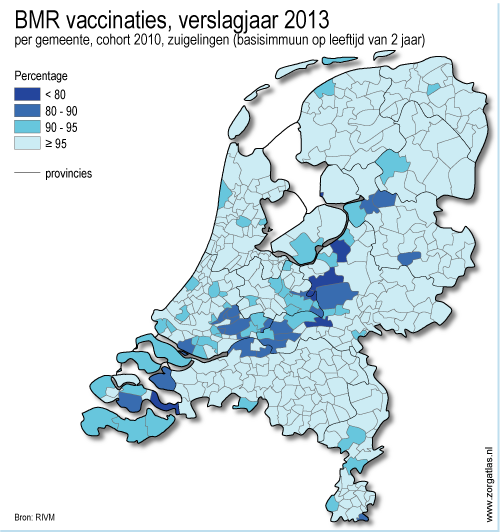 BMR vaccinaties, verslagjaar 2013
per gemeente, cohort 2010, zuigelingen (basisimmuun op leeftijd van 2 jaar)
Percentage
< 80
80 - 90
90 - 95
≥ 95
provincies
Bron: RIVM
www.zorgatlas.nl